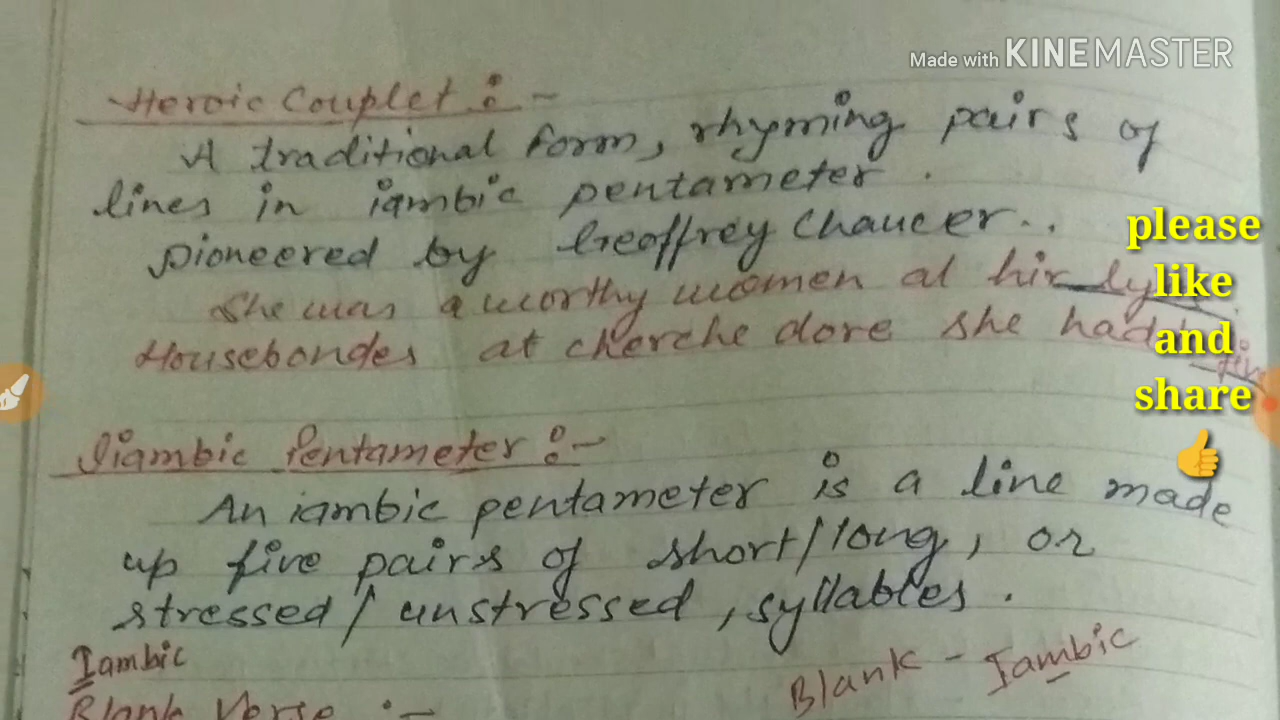 Made with KINEMASTER
Heroic Couplet :-
A traditional form, rhyming pairs of
lines in iambic pentameter .
pioneered by Geoffrey Chaucer..
She was a worthy women al hir
Housebondes at cherche dore she had
please
like
and
share
Iiambic Pentameter :-
An iambic pentameter is a line made
up five pairs of short/long, or
stressed/unstressed, syllables .
Iambic
Blank - Iambic
Blank Verse :-